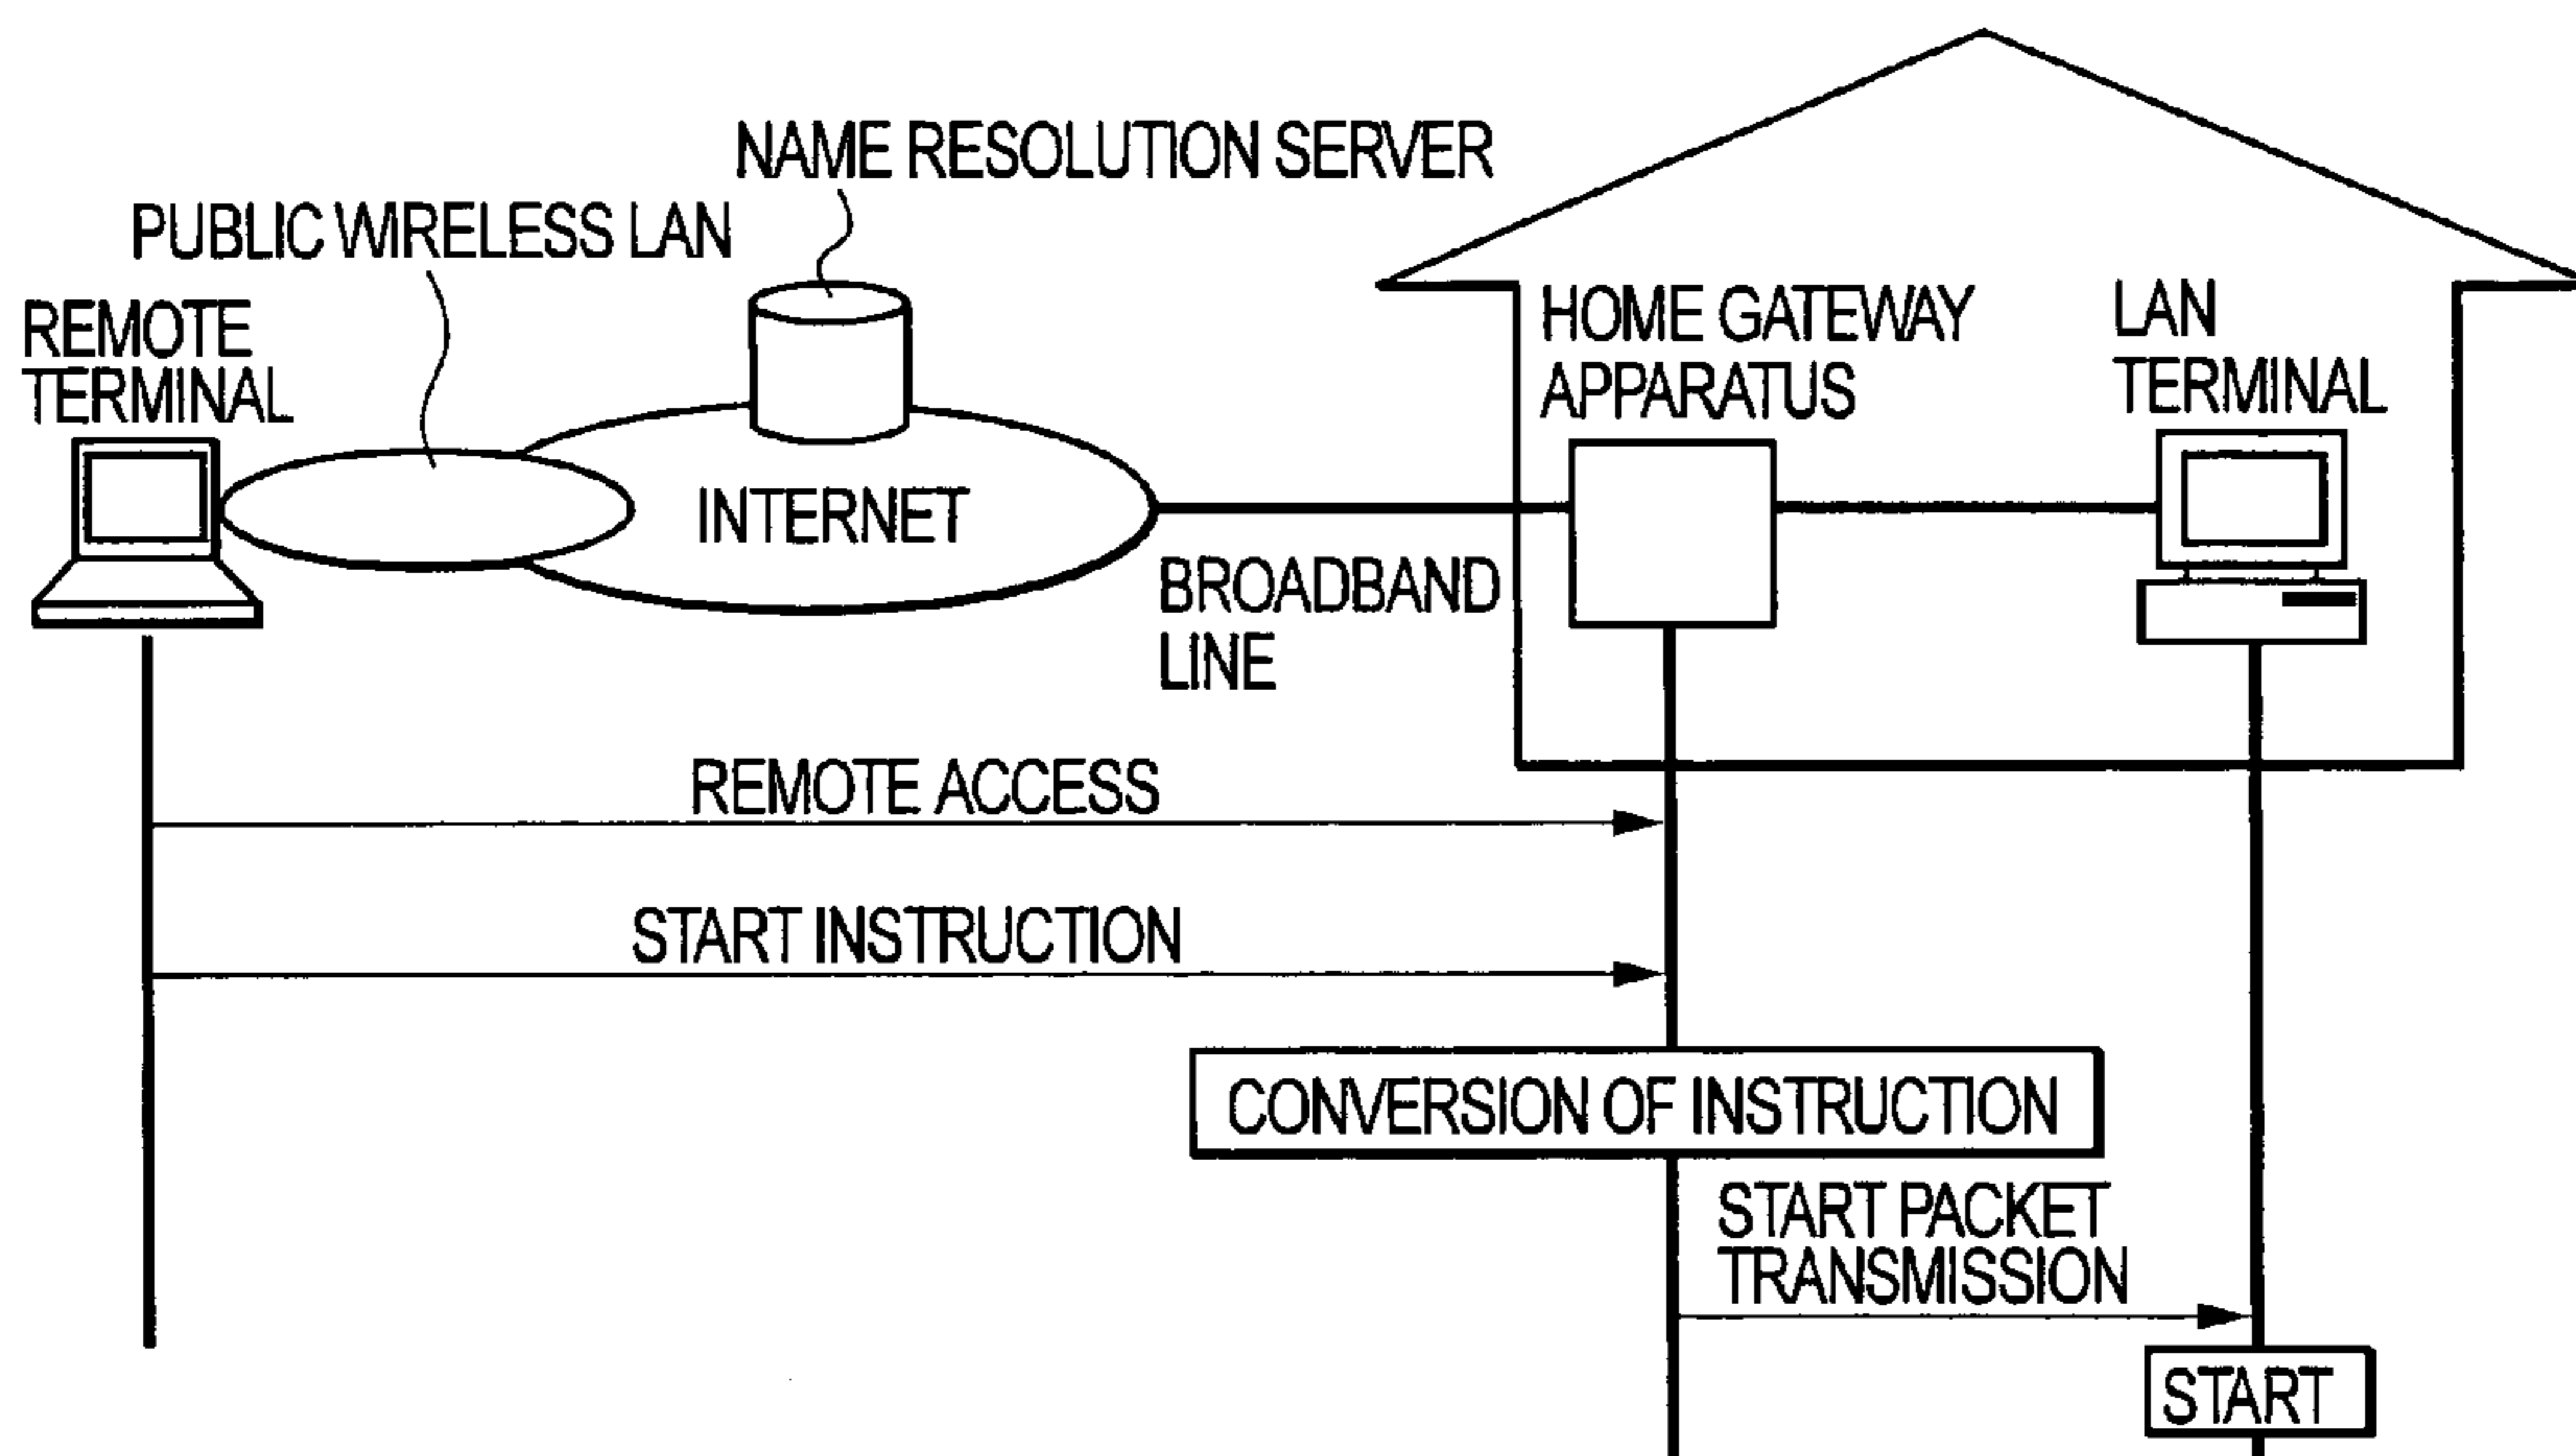 NAME RESOLUTION SERVER
PUBLIC WIRELESS LAN
REMOTE
TERMINAL
INTERNET
BROADBAND
LINE
HOME GATEWAY
APPARATUS
LAN
TERMINAL
REMOTE ACCESS
START INSTRUCTION
CONVERSION OF INSTRUCTION
START PACKET
TRANSMISSION
START